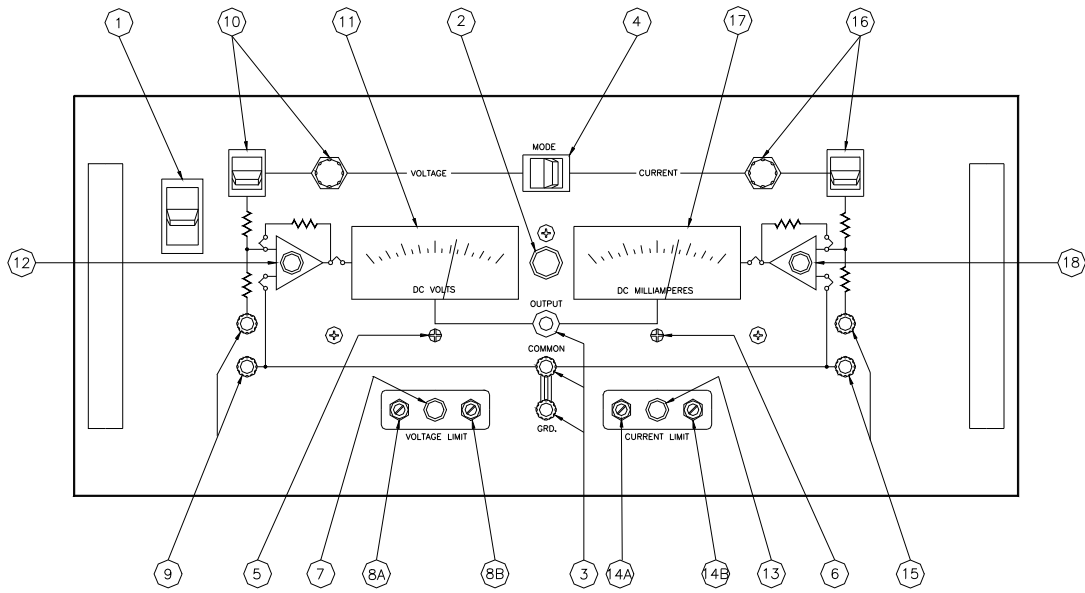 1
10
11
2
4
17
16
MODE
VOLTAGE
CURRENT
12
18
DC VOLTS
DC MILLIAMPERES
OUTPUT
COMMON
GRD.
VOLTAGE LIMIT
CURRENT LIMIT
9
5
7
8A
8B
3
14A
14B
13
6
15